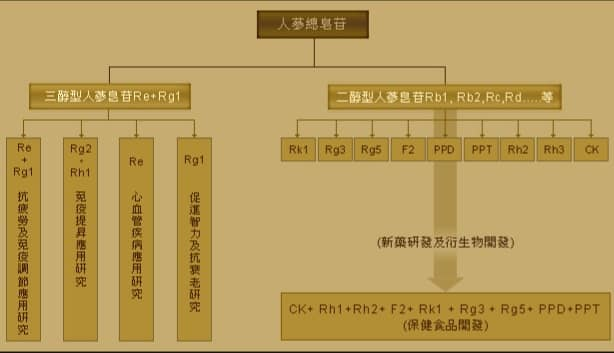 人蔘總皂苷
三醇型人蔘皂苷Re+Rg1
二醇型人蔘皂苷Rb1, Rb2,Rc,Rd.....等
Re
+
Rg1
抗疲勞及免疫調節應用研究
Rg2
·
Rh1
免疫提昇應用研究
Re
心血管疾病應用研究
Rg1
促進智力及抗衰老研究
Rk1
Rg3
Rg5
F2
PPD
PPT
Rh2
Rh3
CK
(新藥研發及衍生物開發)
CK+ Rh1+Rh2+ F2+ Rk1 + Rg3 + Rg5+ PPD+PPT
(保健食品開發)